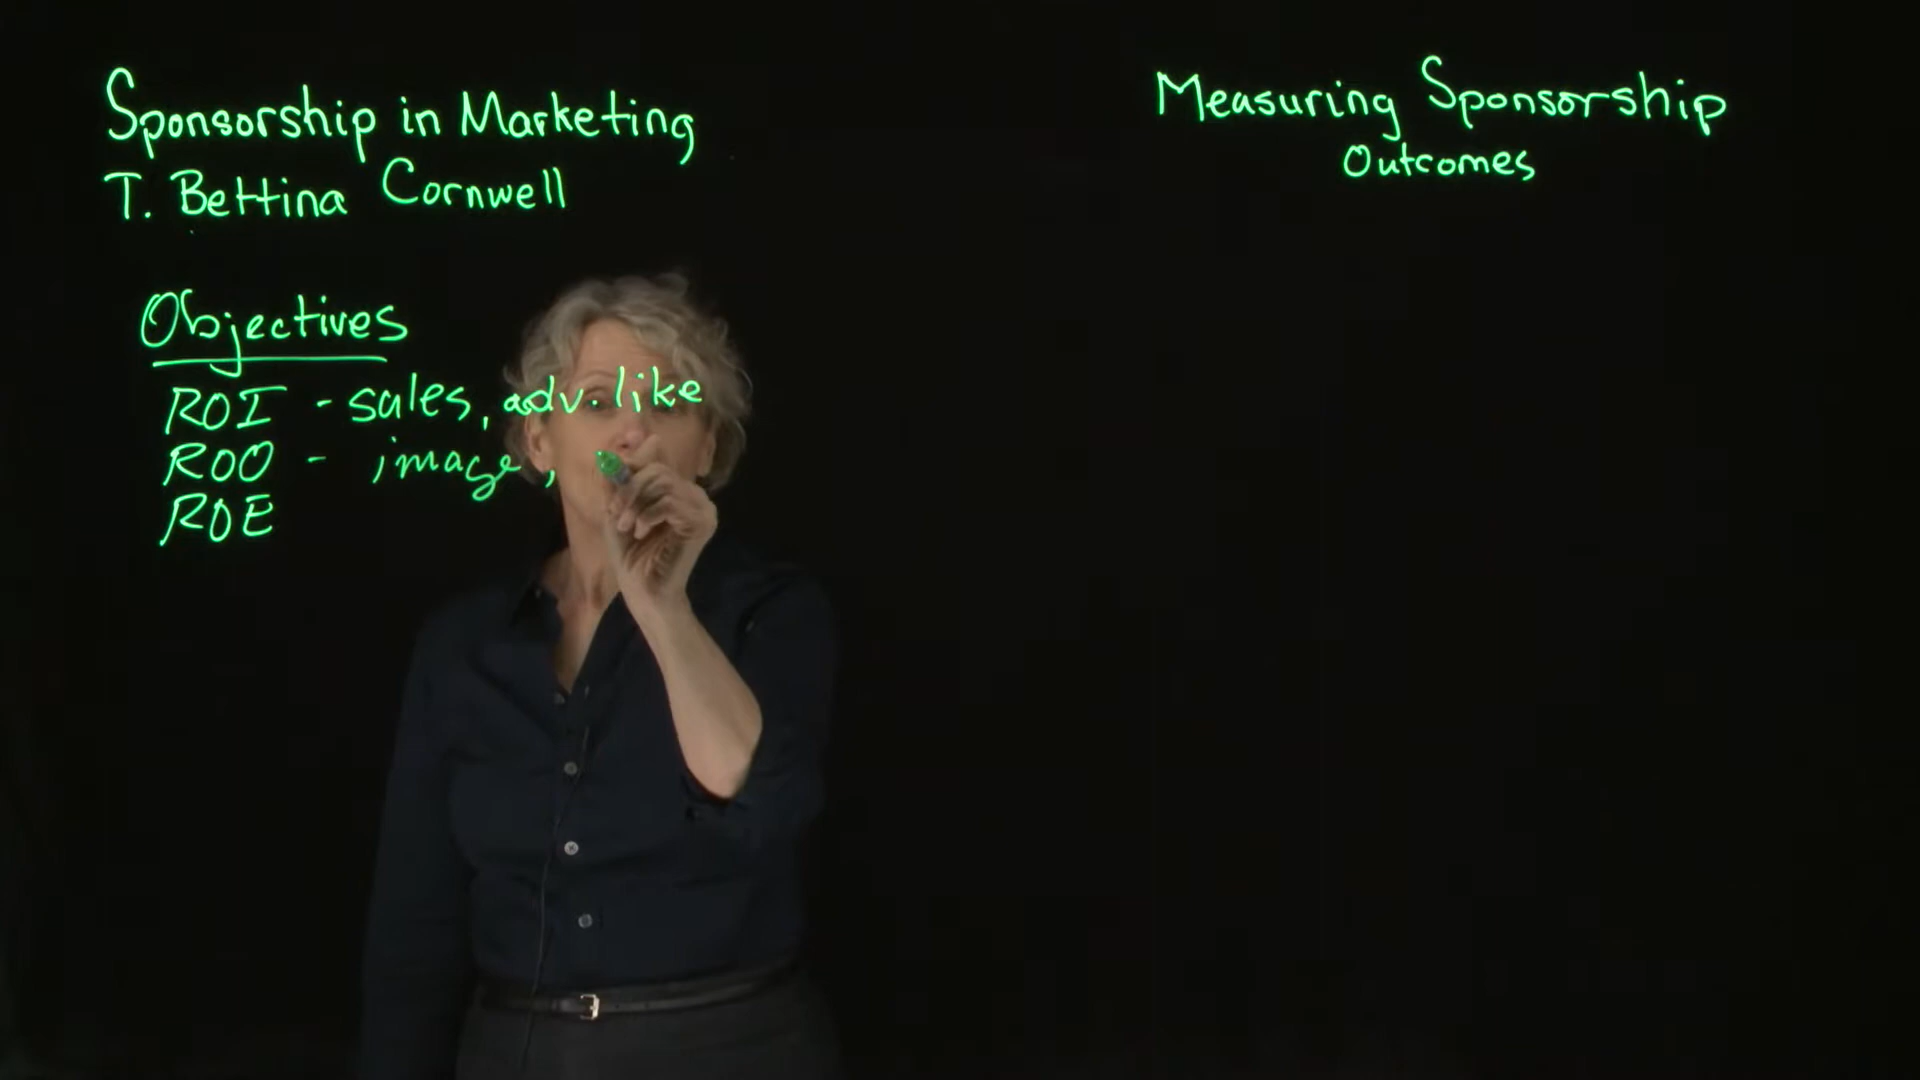 Sponsorship in Marketing
T. Bettina Cornwell
Measuring Sponsorship
Outcomes
Objectives
ROI - sales, adv. like
ROO - image,
ROE